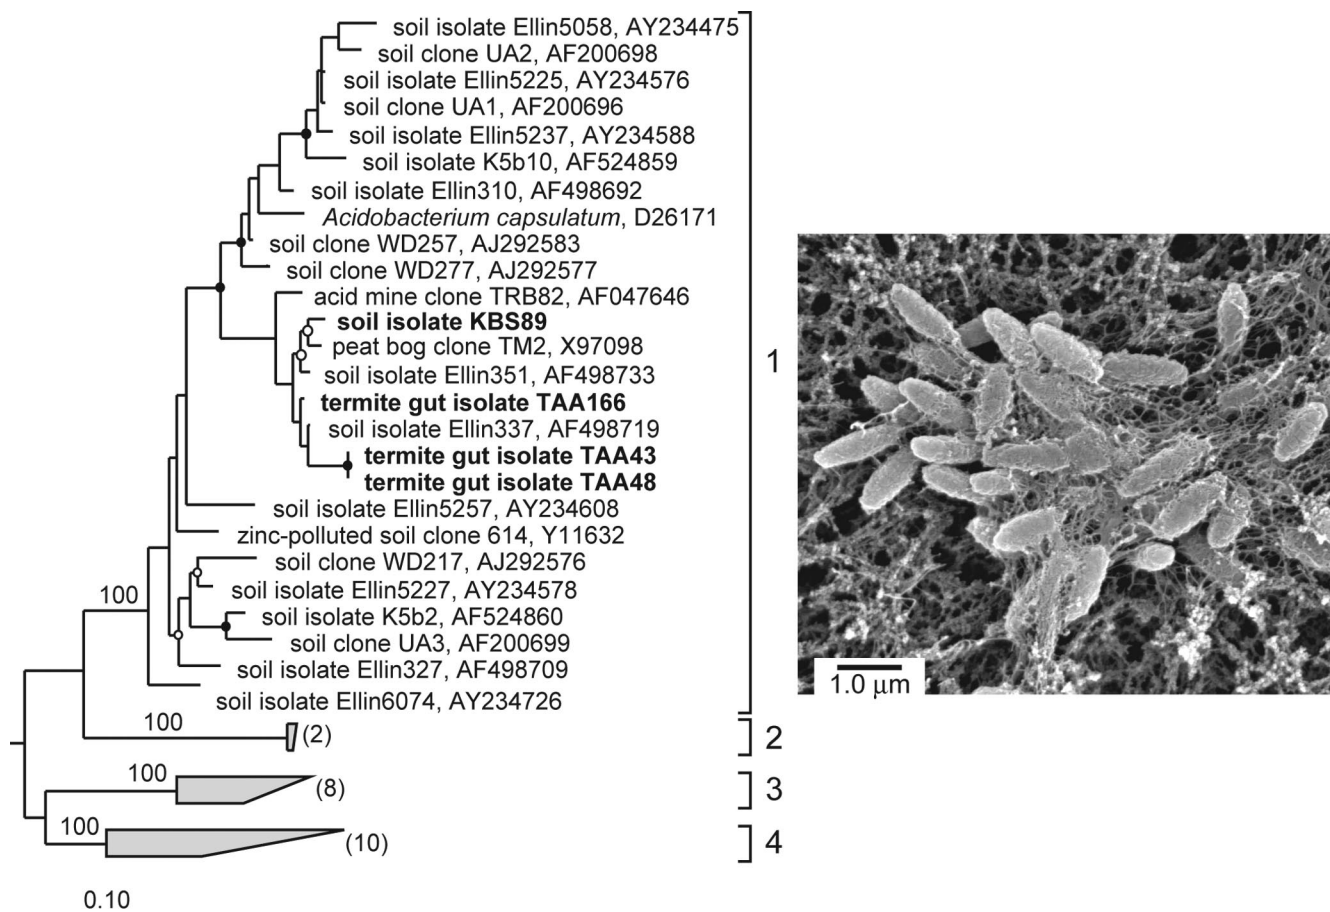 soil isolate Ellin5058, AY234475
soil clone UA2, AF200698
soil isolate Ellin5225, AY234576
soil clone UA1, AF200696
soil isolate Ellin5237, AY234588
soil isolate K5b10, AF524859
soil isolate Ellin310, AF498692
Acidobacterium capsulatum, D26171
soil clone WD257, AJ292583
soil clone WD277, AJ292577
acid mine clone TRB82, AF047646
soil isolate KBS89
peat bog clone TM2, X97098
soil isolate Ellin351, AF498733
termite gut isolate TAA166
soil isolate Ellin337, AF498719
termite gut isolate TAA43
termite gut isolate TAA48
soil isolate Ellin5257, AY234608
zinc-polluted soil clone 614, Y11632
soil clone WD217, AJ292576
soil isolate Ellin5227, AY234578
100
soil isolate K5b2, AF524860
soil clone UA3, AF200699
soil isolate Ellin327, AF498709
soil isolate Ellin6074, AY234726
1
100
(2)
2
100
(8)
3
100
(10)
4
0.10
1.0 μm